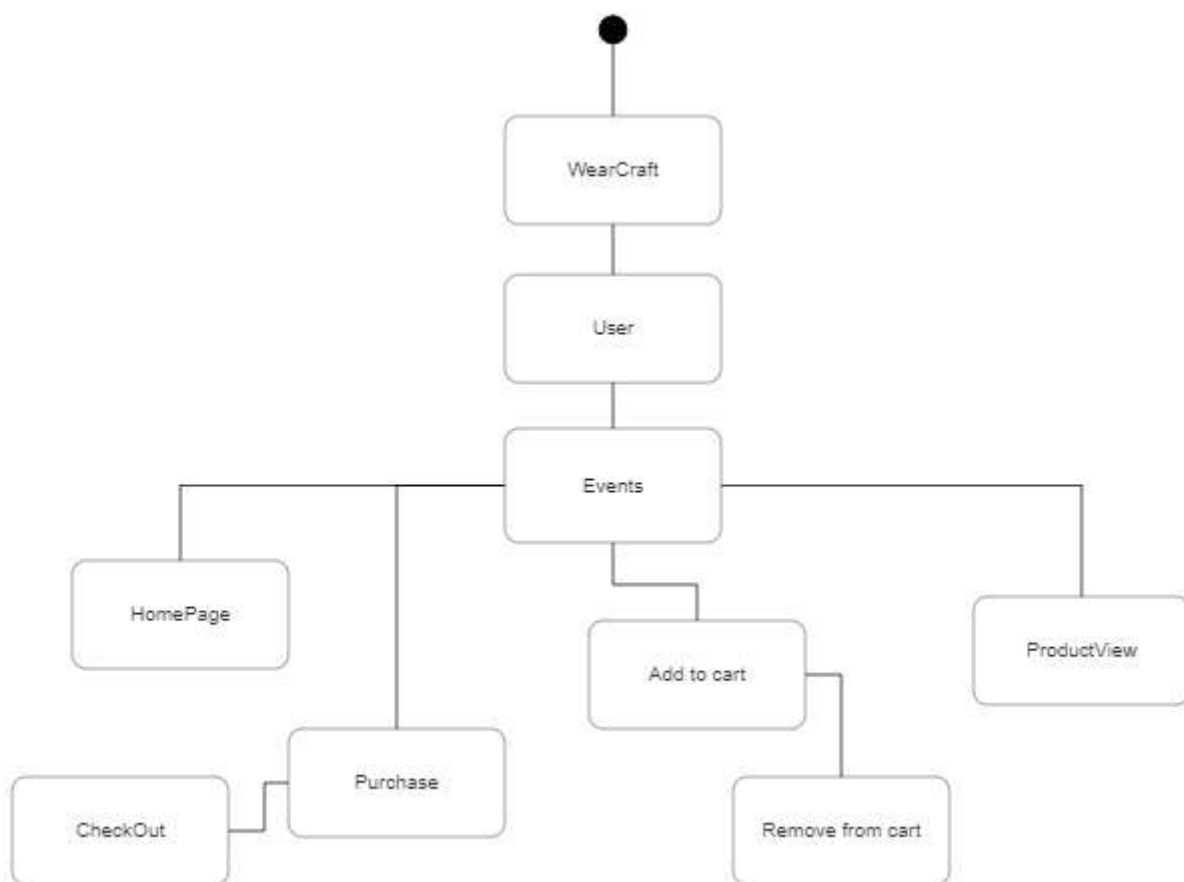 WearCraft
User
Events
HomePage
Add to cart
ProductView
Purchase
CheckOut
Remove from cart